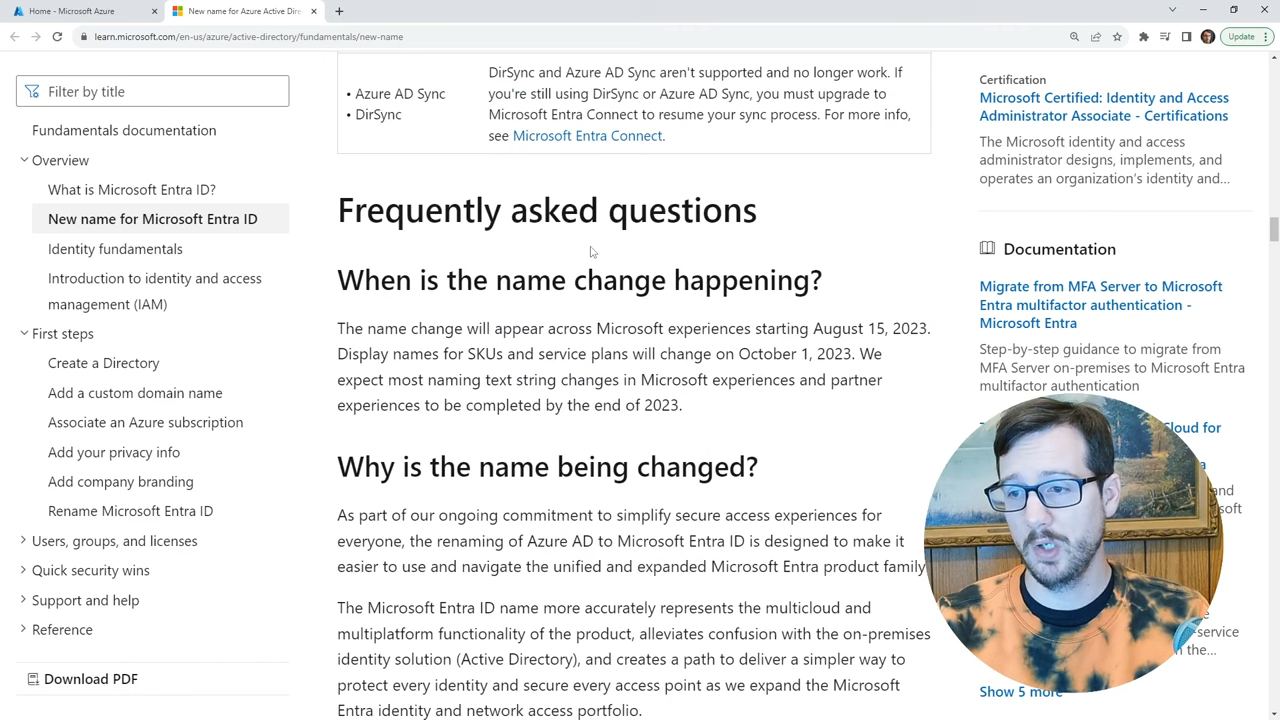 Home - Microsoft Azure
New name for Azure Active Dire
learn.microsoft.com/en-us/azure/active-directory/fundamentals/new-name
Update
Filter by title
Fundamentals documentation
Overview
What is Microsoft Entra ID?
New name for Microsoft Entra ID
Identity fundamentals
Introduction to identity and access
management (IAM)
First steps
Create a Directory
Add a custom domain name
Associate an Azure subscription
Add your privacy info
Add company branding
Rename Microsoft Entra ID
Users, groups, and licenses
Quick security wins
Support and help
Reference
Download PDF
• Azure AD Sync
• DirSync
DirSync and Azure AD Sync aren't supported and no longer work. If
you're still using DirSync or Azure AD Sync, you must upgrade to
Microsoft Entra Connect to resume your sync process. For more info,
see Microsoft Entra Connect.
Frequently asked questions
When is the name change happening?
The name change will appear across Microsoft experiences starting August 15, 2023.
Display names for SKUs and service plans will change on October 1, 2023. We
expect most naming text string changes in Microsoft experiences and partner
experiences to be completed by the end of 2023.
Why is the name being changed?
As part of our ongoing commitment to simplify secure access experiences for
everyone, the renaming of Azure AD to Microsoft Entra ID is designed to make it
easier to use and navigate the unified and expanded Microsoft Entra product family
The Microsoft Entra ID name more accurately represents the multicloud and
multiplatform functionality of the product, alleviates confusion with the on-premises
identity solution (Active Directory), and creates a path to deliver a simpler way to
protect every identity and secure every access point as we expand the Microsoft
Entra identity and network access portfolio.
Certification
Microsoft Certified: Identity and Access
Administrator Associate - Certifications
The Microsoft identity and access
administrator designs, implements, and
operates an organization's identity and...
Documentation
Migrate from MFA Server to Microsoft
Entra multifactor authentication -
Microsoft Entra
Step-by-step guidance to migrate from
MFA Server on-premises to Microsoft Entra
multifactor authentication
Cloud for
and
soft
-service
n the...
Show 5 more